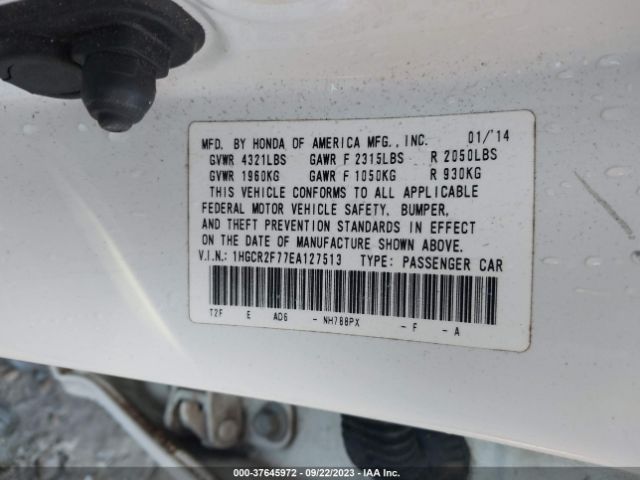 MFD. BY HONDA OF AMERICA MFG., INC. 01/'14
GVWR 4321LBS GAWR F 2315LBS R 2050LBS
GVWR 1960KG GAWR F 1050KG R 930KG
THIS VEHICLE CONFORMS TO ALL APPLICABLE
FEDERAL MOTOR VEHICLE SAFETY, BUMPER,
AND THEFT PREVENTION STANDARDS IN EFFECT
ON THE DATE OF MANUFACTURE SHOWN ABOVE.
V.I.N.: 1HGCR2F77EA127513 TYPE: PASSENGER CAR
T2F E AD6 - NH788PX - F - A
000-37645972 - 09/22/2023 - IAA Inc.